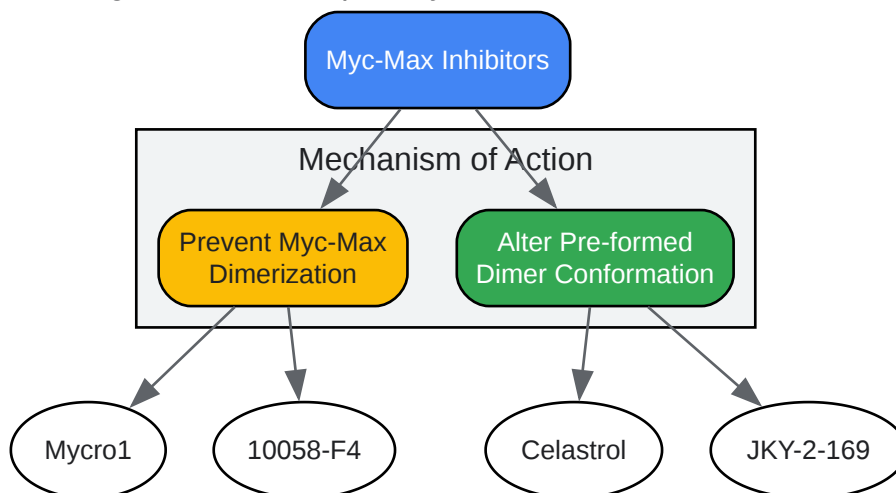 Myc-Max Inhibitors
Mechanism of Action
Prevent Myc-Max
Dimerization
Alter Pre-formed
Dimer Conformation
Mycro1
10058-F4
Celastrol
JKY-2-169